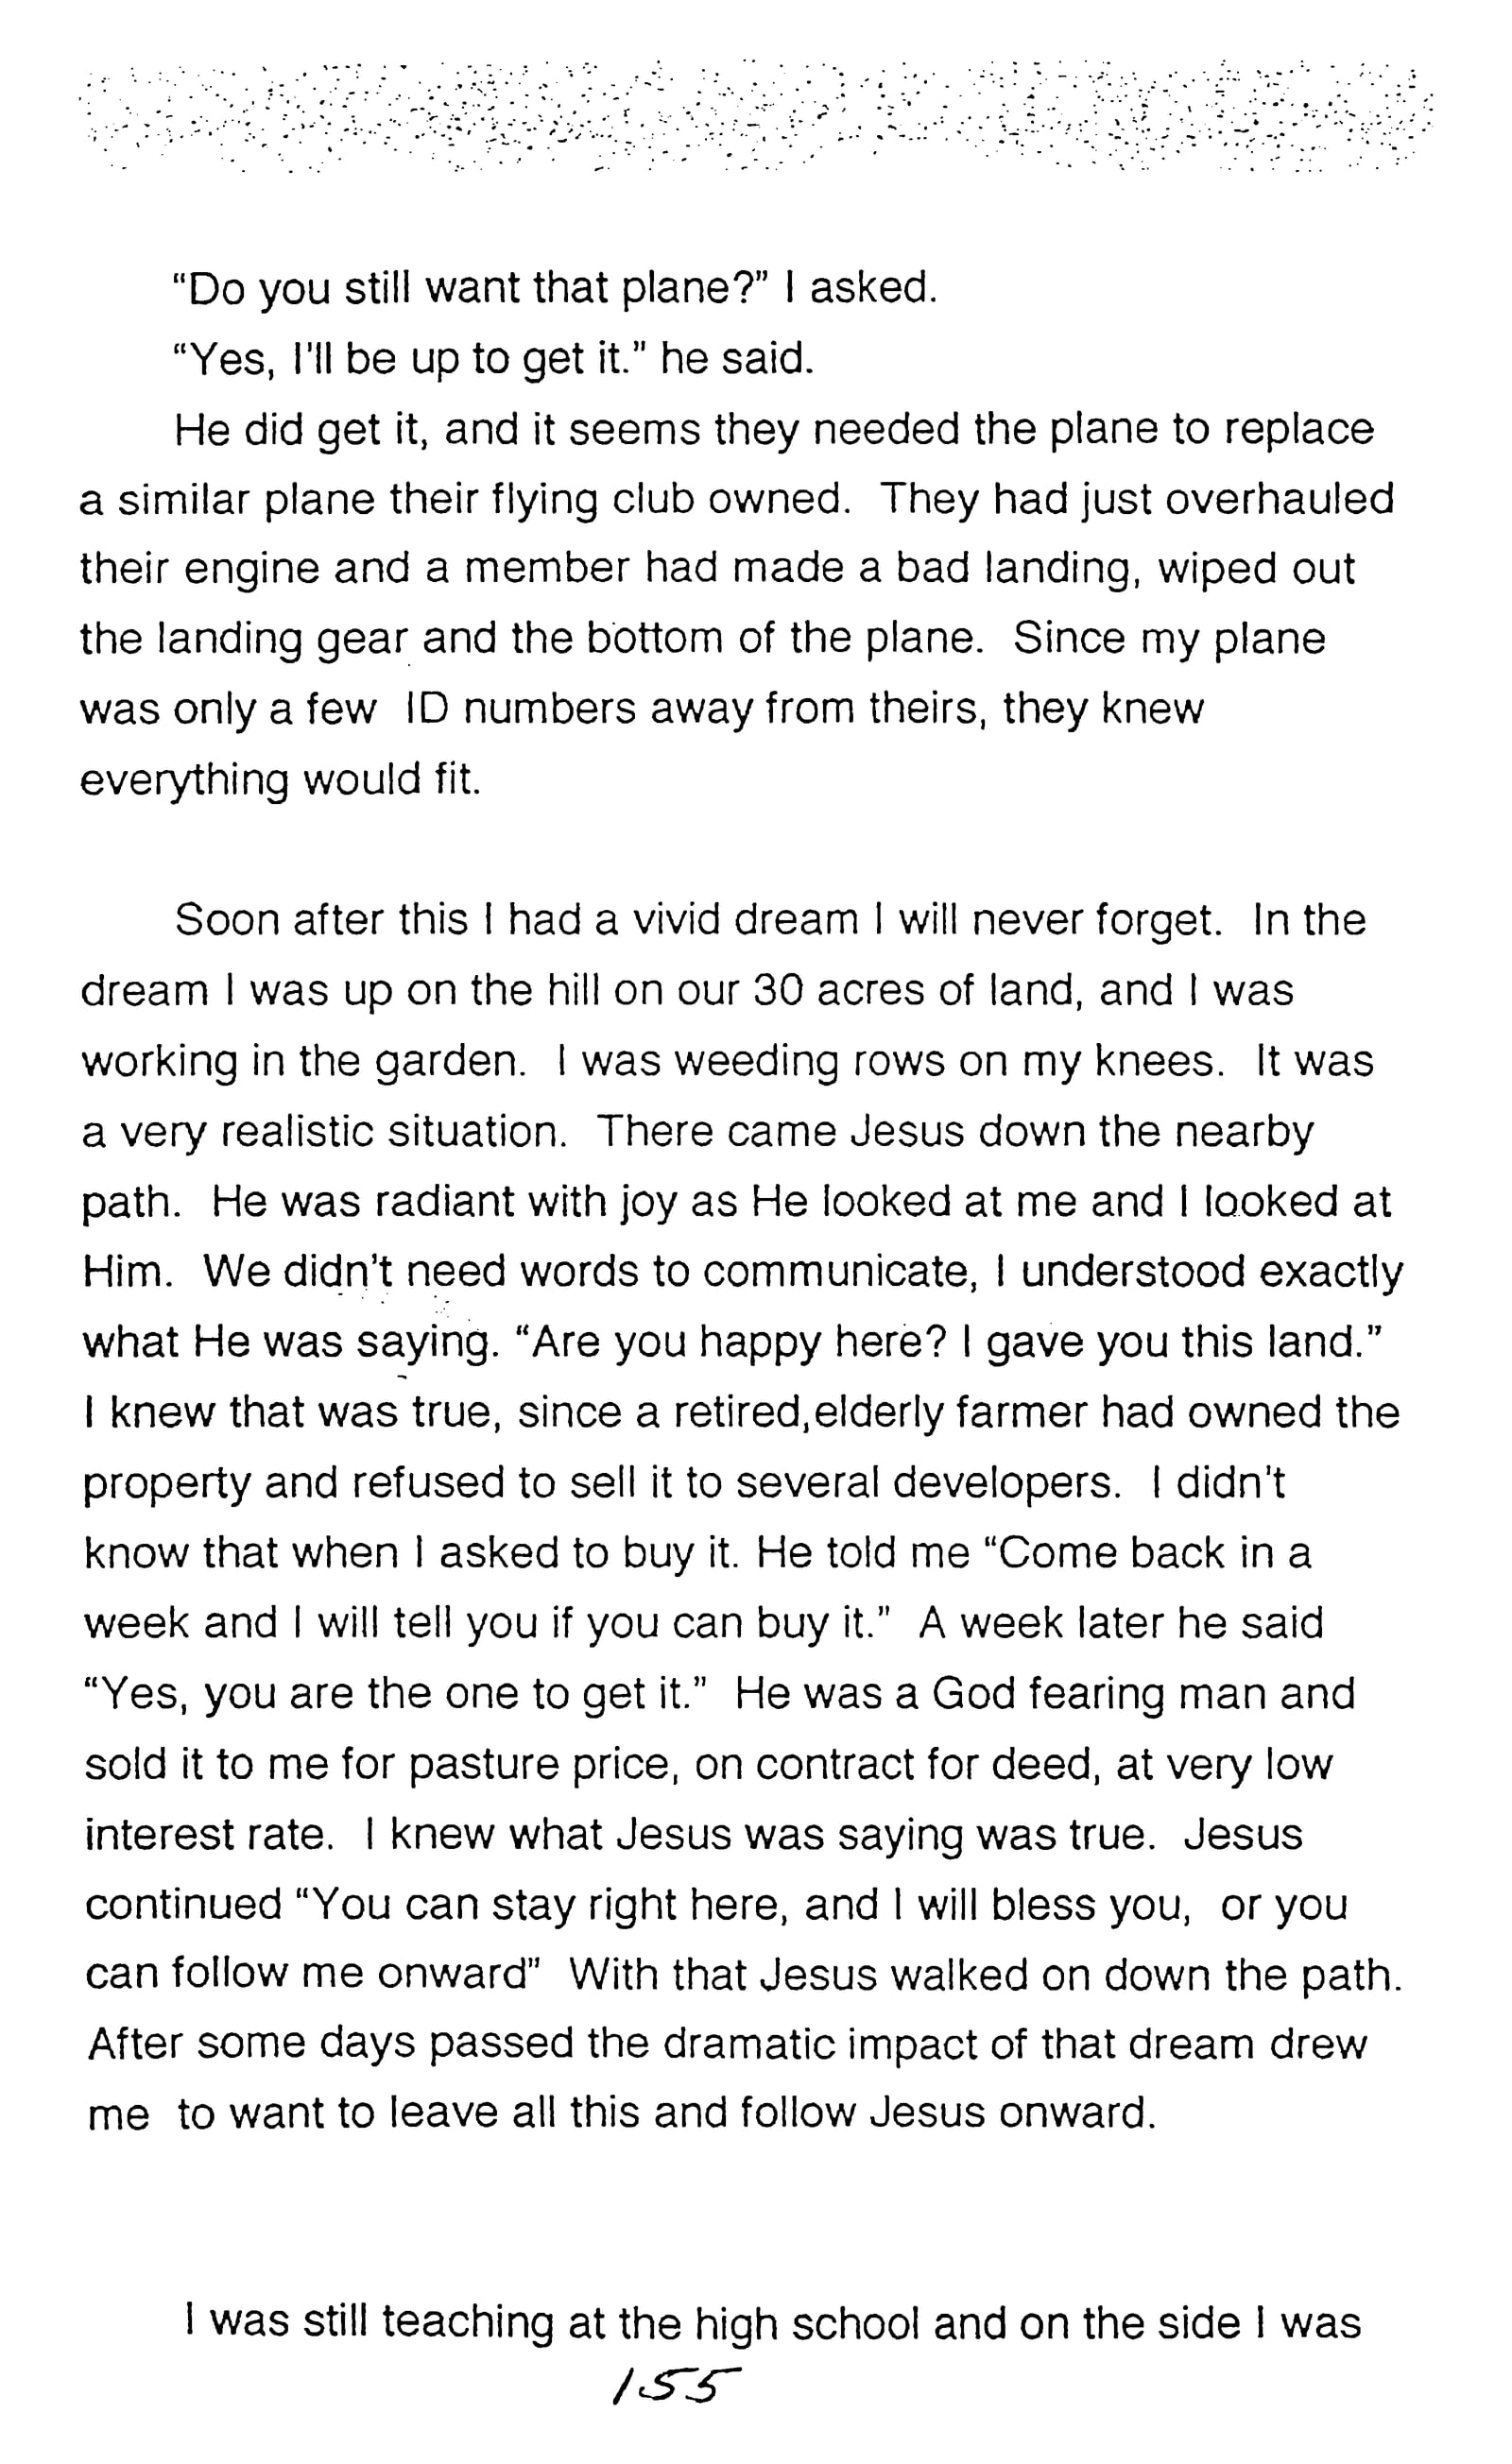 “Do you still want that plane?” I asked.
“Yes, I'll be up to get it." he said.
He did get it, and it seems they needed the plane to replace
a similar plane their flying club owned.  They had just overhauled
their engine and a member had made a bad landing, wiped out
the landing gear and the bottom of the plane.  Since my plane
was only a few  ID numbers away from theirs, they knew
everything would fit.
Soon after this I had a vivid dream I will never forget.  In the
dream I was up on the hill on our 30 acres of land, and I was
working in the garden.  I was weeding rows on my knees.  It was
a very realistic situation.  There came Jesus down the nearby
path.  He was radiant with joy as He looked at me and I looked at
Him.  We didn't need words to communicate, I understood exactly
what He was saying. “Are you happy here? I gave you this land.”
I knew that was true, since a retired,elderly farmer had owned the
property and refused to sell it to several developers.  I didn't
know that when I asked to buy it. He told me “Come back in a
week and I will tell you if you can buy it.”  A week later he said
“Yes, you are the one to get it.”  He was a God fearing man and
sold it to me for pasture price, on contract for deed, at very low
interest rate.  I knew what Jesus was saying was true.  Jesus
continued “You can stay right here, and I will bless you,  or you
can follow me onward”  With that Jesus walked on down the path.
After some days passed the dramatic impact of that dream drew
me  to want to leave all this and follow Jesus onward.
I was still teaching at the high school and on the side I was
155